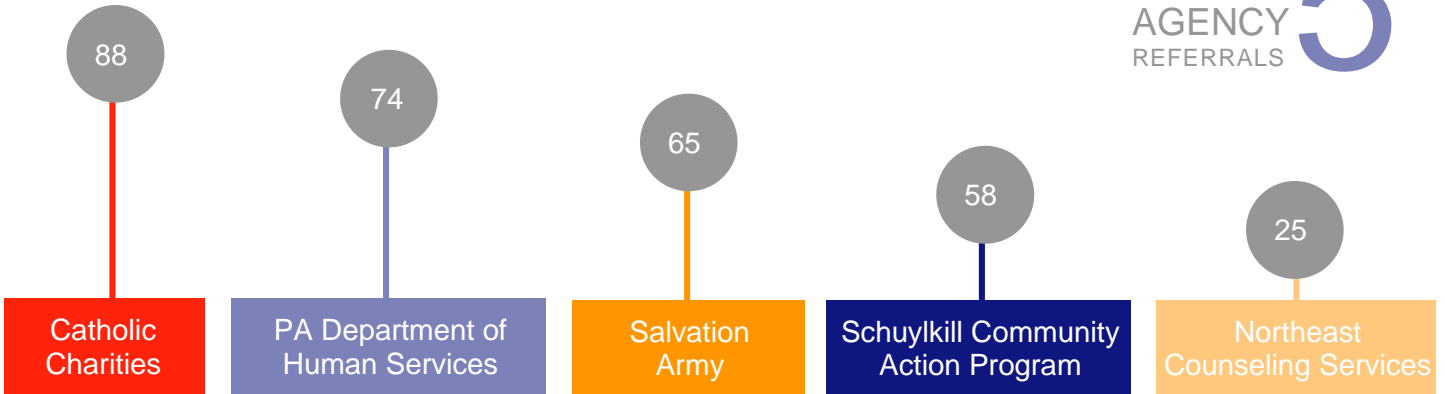 AGENCY
REFERRALS
88
74
65
58
25
Catholic
Charities
PA Department of
Human Services
Salvation
Army
Schuylkill Community
Action Program
Northeast
Counseling Services